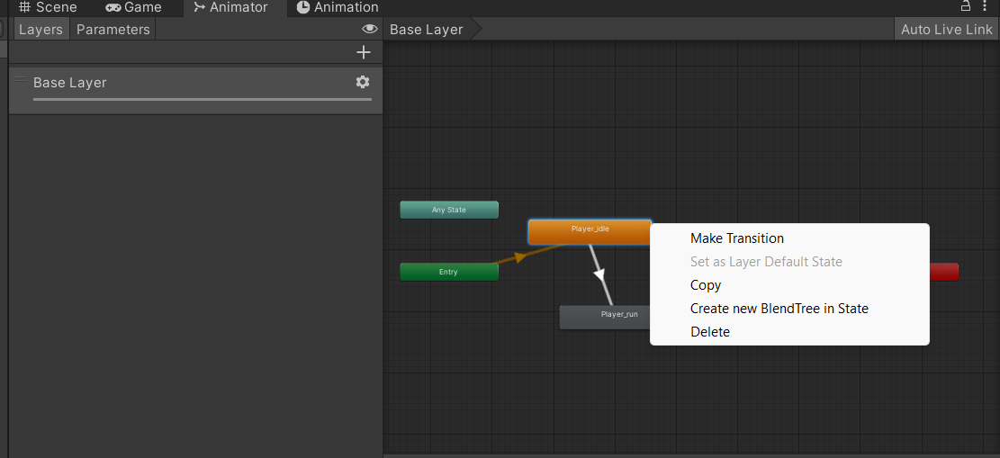 Scene
Game
Animator
Animation
Layers
Parameters
Base Layer
Auto Live Link
Base Layer
Any State
Player_idle
Entry
Player_run
Make Transition
Set as Layer Default State
Copy
Create new BlendTree in State
Delete